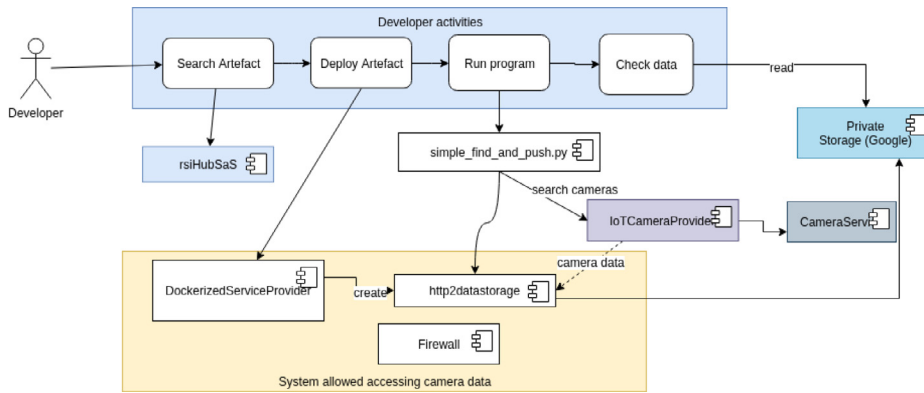 Developer activities
Search Artefact
Deploy Artefact
Run program
Check data
read
Developer
Private
Storage (Google)
rsiHubSaS
simple_find_and_push.py
search cameras
IoTCameraProvider
CameraServi
camera data
DockerizedServiceProvider
create
http2datastorage
Firewall
System allowed accessing camera data